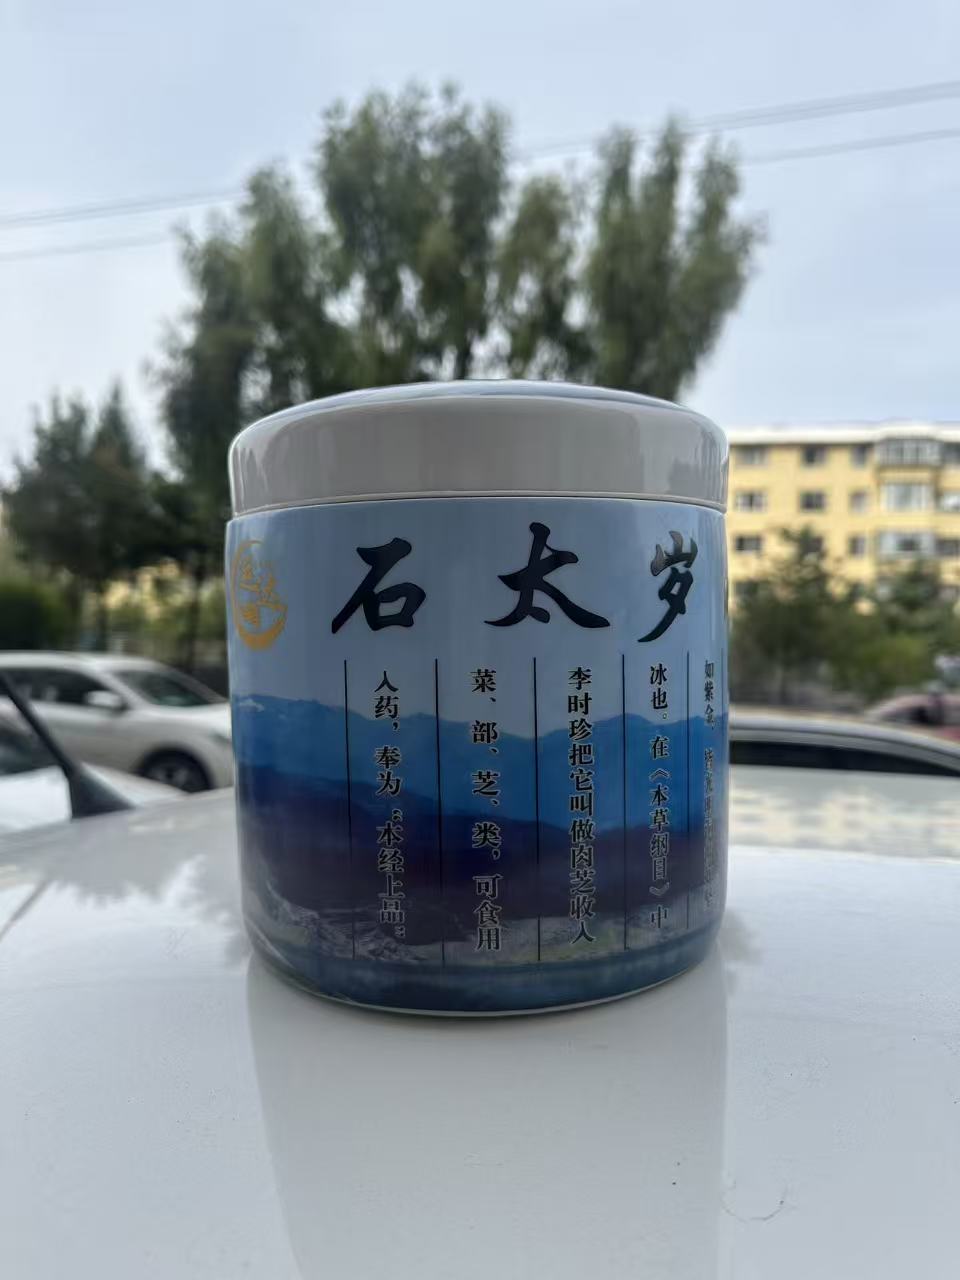 石太岁
如紫金,
冰也。在《本草纲目》中
李时珍把它叫做肉芝收入
菜、部、芝、类,可食用
入药,奉为“本经上品”